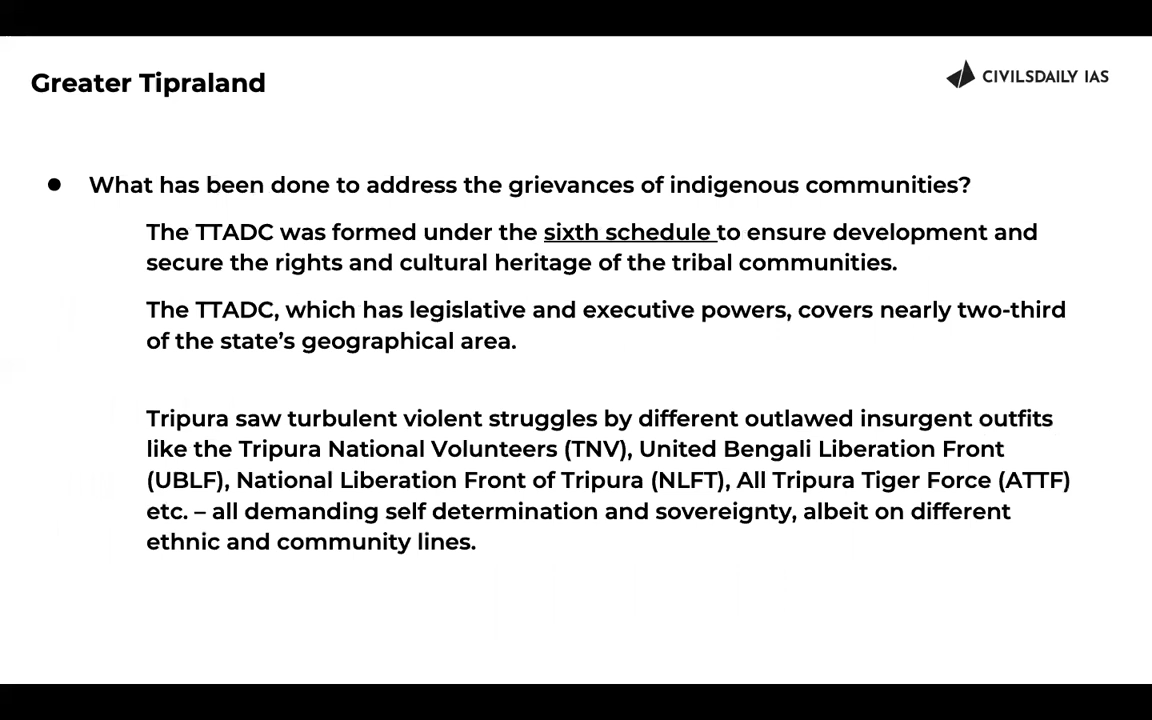 Greater Tipraland
CIVILSDAILY IAS
● What has been done to address the grievances of indigenous communities?
The TTADC was formed under the sixth schedule to ensure development and
secure the rights and cultural heritage of the tribal communities.
The TTADC, which has legislative and executive powers, covers nearly two-third
of the state’s geographical area.
Tripura saw turbulent violent struggles by different outlawed insurgent outfits
like the Tripura National Volunteers (TNV), United Bengali Liberation Front
(UBLF), National Liberation Front of Tripura (NLFT), All Tripura Tiger Force (ATTF)
etc. – all demanding self determination and sovereignty, albeit on different
ethnic and community lines.